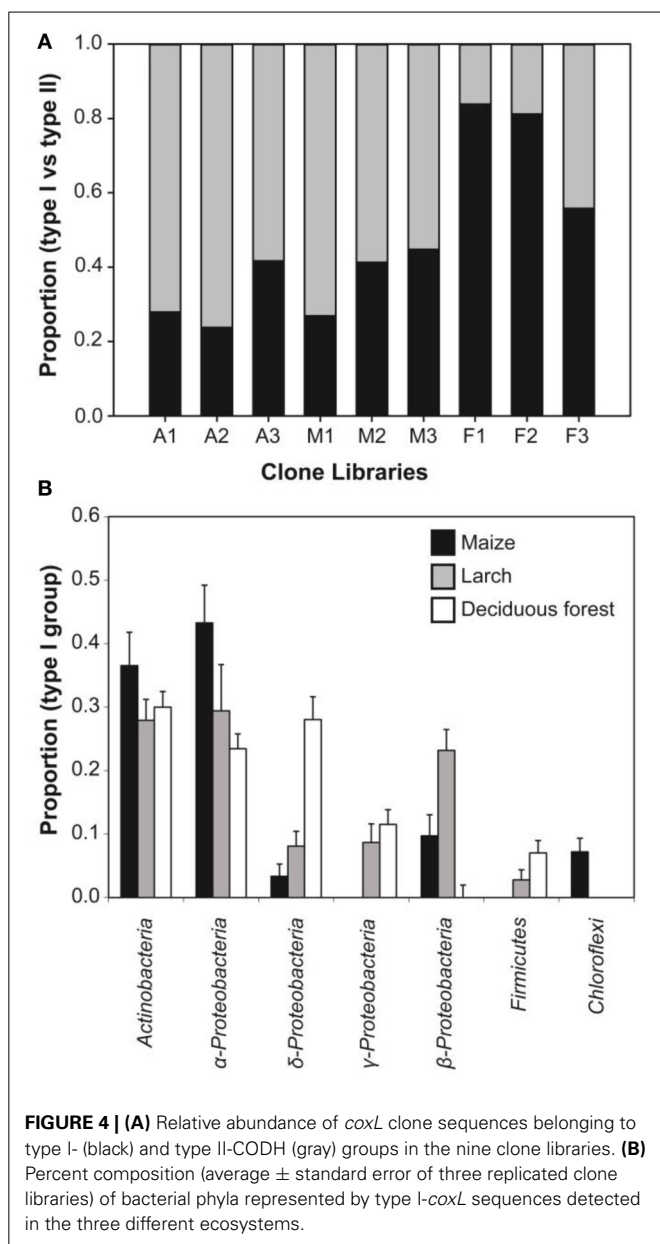 A
Proportion (type I vs type II)
1.0
0.8
0.6
0.4
0.2
0.0
A1 A2 A3 M1 M2 M3 F1 F2 F3
Clone Libraries
B
Proportion (type I group)
0.6
0.5
0.4
0.3
0.2
0.1
0.0
Maize
Larch
Deciduous forest
Actinobacteria
α-Proteobacteria
δ-Proteobacteria
γ-Proteobacteria
β-Proteobacteria
Firmicutes
Chloroflexi
FIGURE 4 | (A) Relative abundance of coxL clone sequences belonging to
type I- (black) and type II-CODH (gray) groups in the nine clone libraries. (B)
Percent composition (average ± standard error of three replicated clone
libraries) of bacterial phyla represented by type I-coxL sequences detected
in the three different ecosystems.